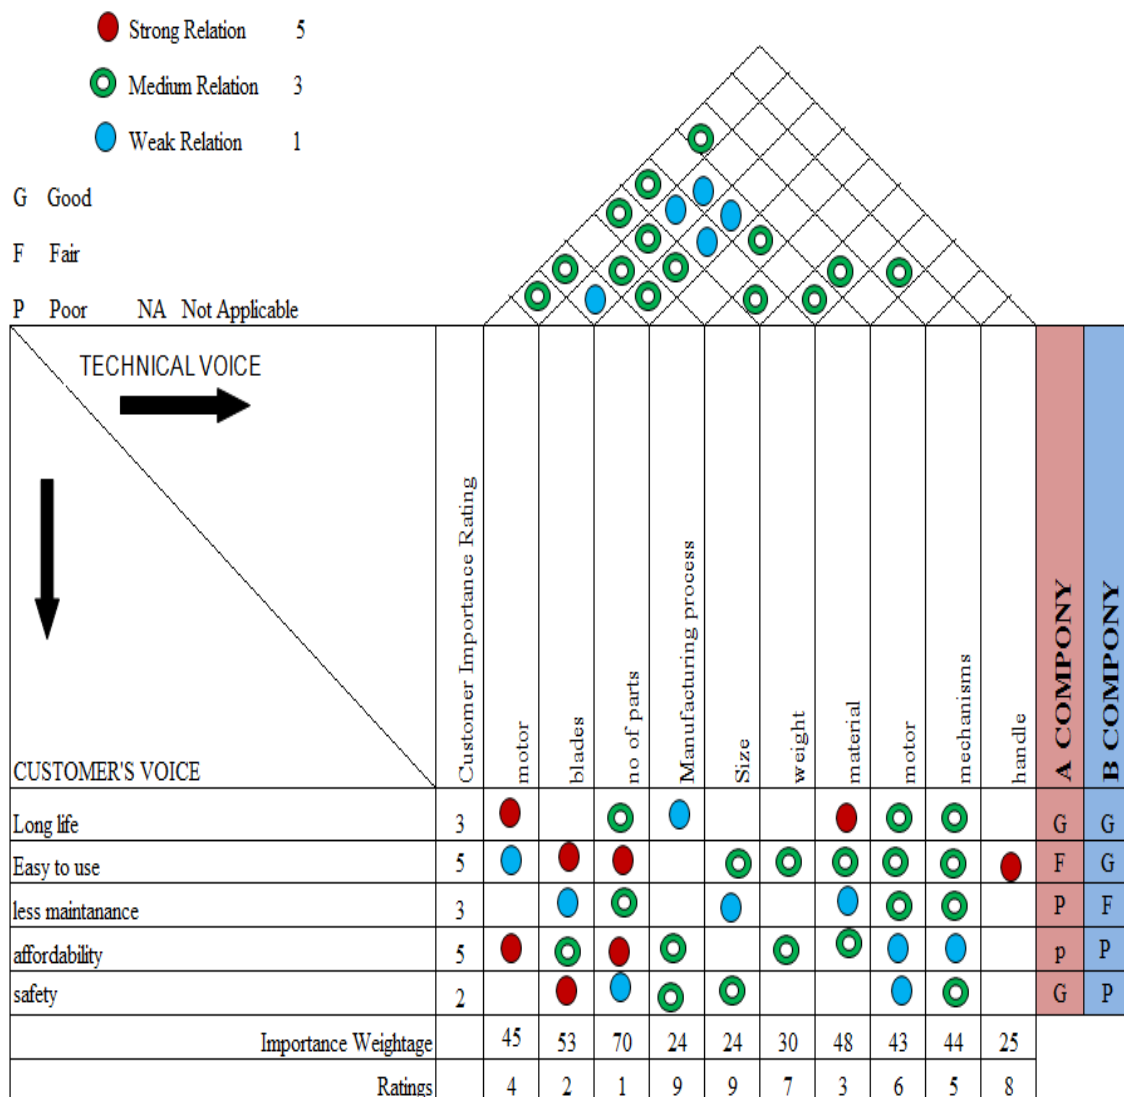 Strong Relation 5
Medium Relation 3
Weak Relation 1
G Good
F Fair
P Poor NA Not Applicable
TECHNICAL VOICE
CUSTOMER'S VOICE
Customer Importance Rating
motor
blades
no of parts
Manufacturing process
Size
weight
material
motor
mechanisms
handle
A COMPONY
B COMPONY
Long life 3 G G
Easy to use 5 F G
less maintanance 3 P F
affordability 5 p P
safety 2 G P
Importance Weightage 45 53 70 24 24 30 48 43 44 25
Ratings 4 2 1 9 9 7 3 6 5 8